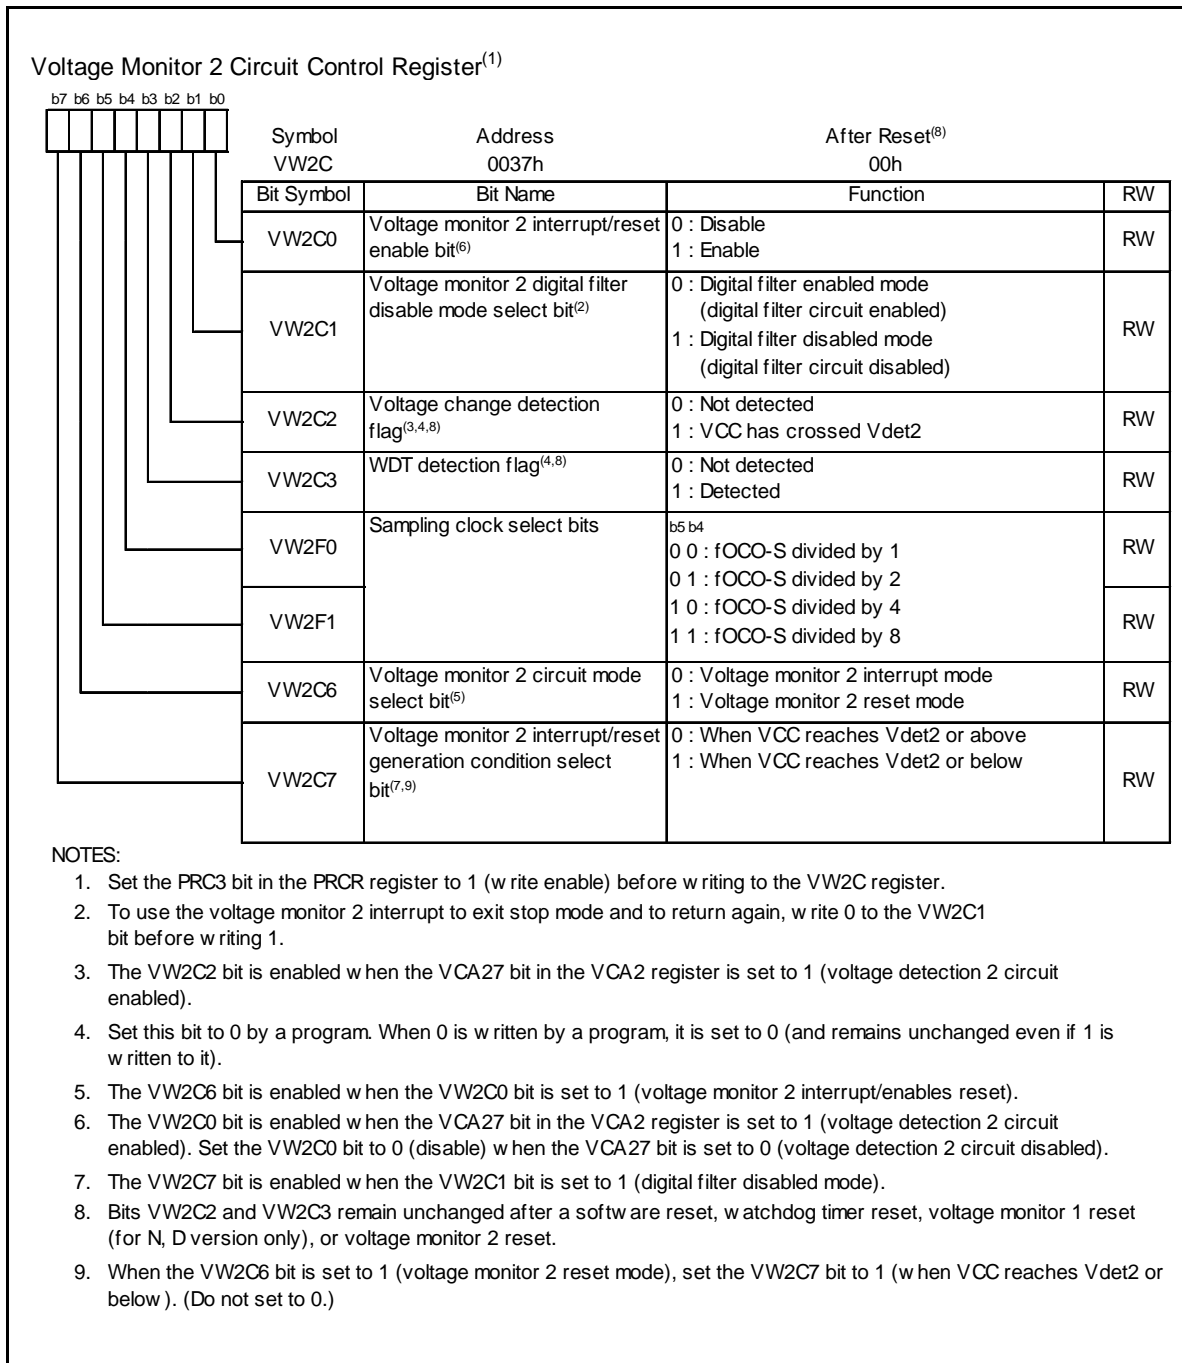 Voltage Monitor 2 Circuit Control Register(1)
b7 b6 b5 b4 b3 b2 b1 b0
Symbol Address After Reset(8)
VW2C 0037h 00h
Bit Symbol Bit Name Function RW
VW2C0 Voltage monitor 2 interrupt/reset enable bit(6) 0 : Disable RW
1 : Enable
VW2C1 Voltage monitor 2 digital filter disable mode select bit(2) 0 : Digital filter enabled mode RW
(digital filter circuit enabled)
1 : Digital filter disabled mode
(digital filter circuit disabled)
VW2C2 Voltage change detection flag(3,4,8) 0 : Not detected RW
1 : VCC has crossed Vdet2
VW2C3 WDT detection flag(4,8) 0 : Not detected RW
1 : Detected
VW2F0 Sampling clock select bits b5 b4 RW
0 0 : fOCO-S divided by 1
0 1 : fOCO-S divided by 2
VW2F1 1 0 : fOCO-S divided by 4 RW
1 1 : fOCO-S divided by 8
VW2C6 Voltage monitor 2 circuit mode select bit(5) 0 : Voltage monitor 2 interrupt mode RW
1 : Voltage monitor 2 reset mode
VW2C7 Voltage monitor 2 interrupt/reset generation condition select bit(7,9) 0 : When VCC reaches Vdet2 or above RW
1 : When VCC reaches Vdet2 or below
NOTES:
1. Set the PRC3 bit in the PRCR register to 1 (write enable) before writing to the VW2C register.
2. To use the voltage monitor 2 interrupt to exit stop mode and to return again, write 0 to the VW2C1
bit before writing 1.
3. The VW2C2 bit is enabled when the VCA27 bit in the VCA2 register is set to 1 (voltage detection 2 circuit
enabled).
4. Set this bit to 0 by a program. When 0 is written by a program, it is set to 0 (and remains unchanged even if 1 is
written to it).
5. The VW2C6 bit is enabled when the VW2C0 bit is set to 1 (voltage monitor 2 interrupt/enables reset).
6. The VW2C0 bit is enabled when the VCA27 bit in the VCA2 register is set to 1 (voltage detection 2 circuit
enabled). Set the VW2C0 bit to 0 (disable) when the VCA27 bit is set to 0 (voltage detection 2 circuit disabled).
7. The VW2C7 bit is enabled when the VW2C1 bit is set to 1 (digital filter disabled mode).
8. Bits VW2C2 and VW2C3 remain unchanged after a software reset, watchdog timer reset, voltage monitor 1 reset
(for N, D version only), or voltage monitor 2 reset.
9. When the VW2C6 bit is set to 1 (voltage monitor 2 reset mode), set the VW2C7 bit to 1 (when VCC reaches Vdet2 or
below). (Do not set to 0.)